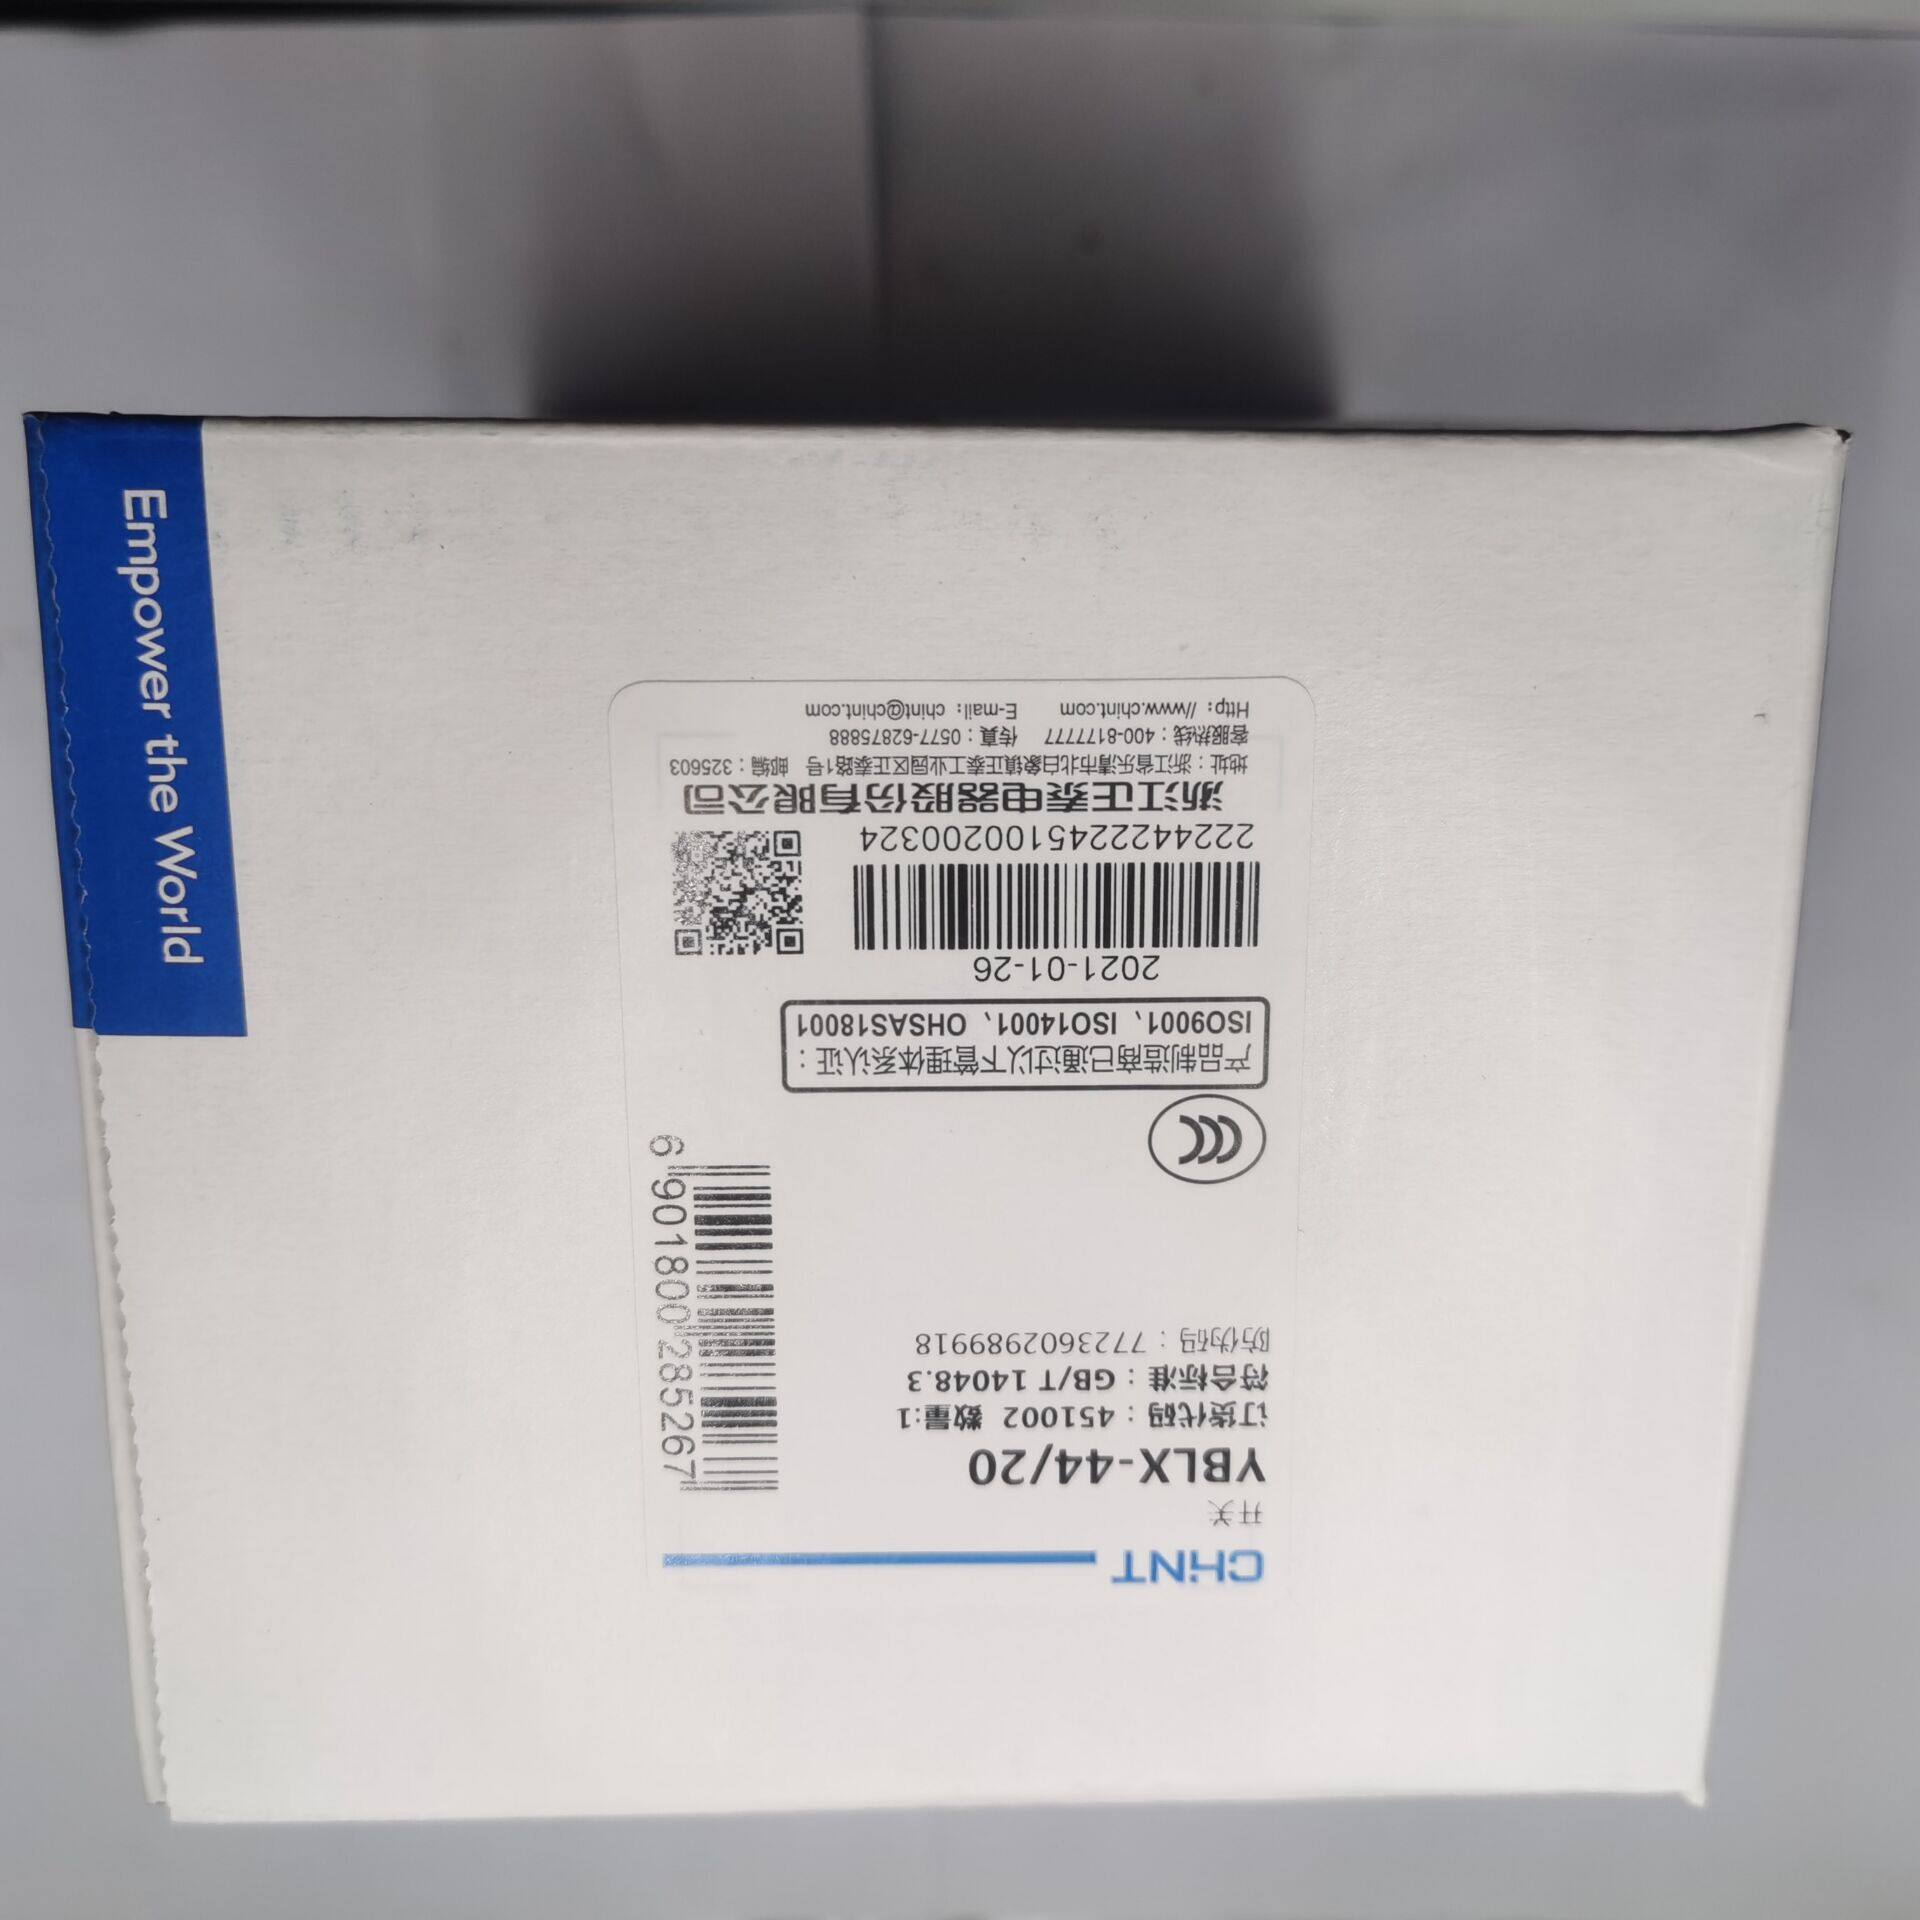 CHiNT
开关
YBLX-44/20
订货代码：451002 数量:1
符合标准：GB/T 14048.3
防伪码：7723602989918
6 901800 285267
产品制造商已通过以下管理体系认证：
ISO9001、ISO14001、OHSAS18001
2021-01-26
2224422245100200324
浙江正泰电器股份有限公司
地址：浙江省乐清市北白象镇正泰工业园区正泰路1号 邮编：325603
客服热线：400-8177777 传真：0577-62875888
Http：//www.chint.com E-mail：chint@chint.com
Empower the World